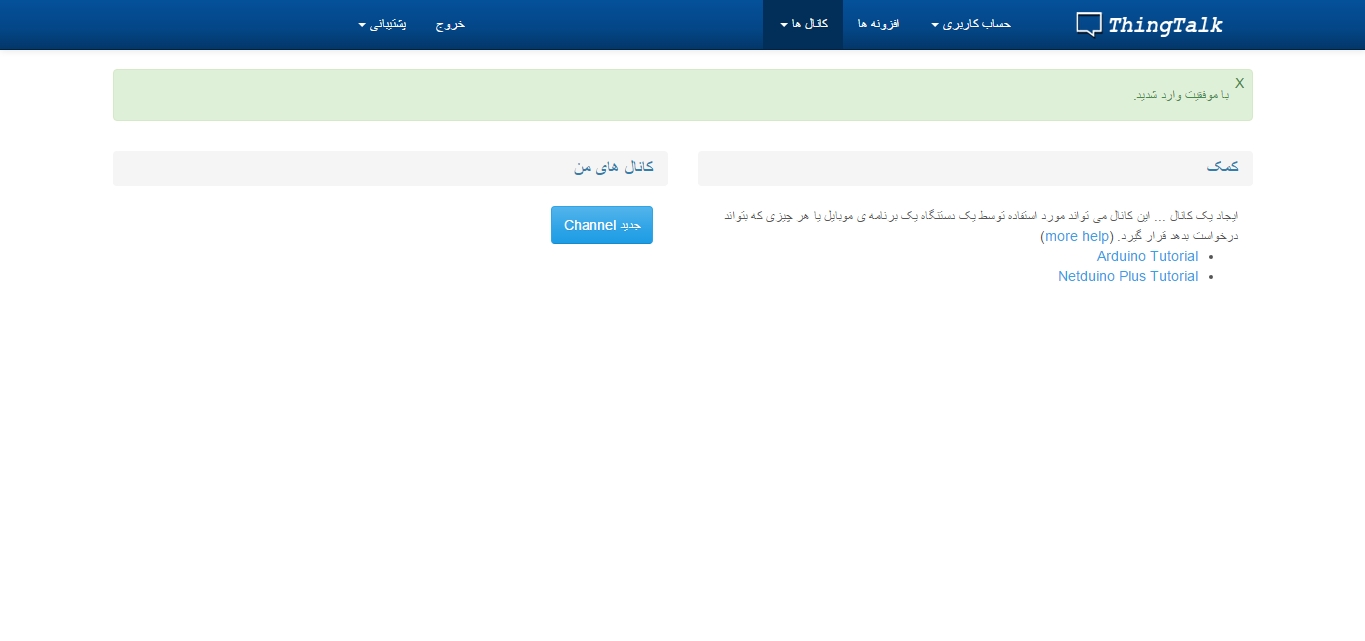 ThingTalk
حساب کاربری
افزونه ها
کانال ها
خروج
پشتیبانی
X
با موفقیت وارد شدید.
کمک
ایجاد یک کانال ... این کانال می تواند مورد استفاده توسط یک دستگاه یک برنامه ی موبایل یا هر چیزی که بتواند
درخواست بدهد قرار گیرد. (more help)
Arduino Tutorial
Netduino Plus Tutorial
کانال های من
جدید Channel